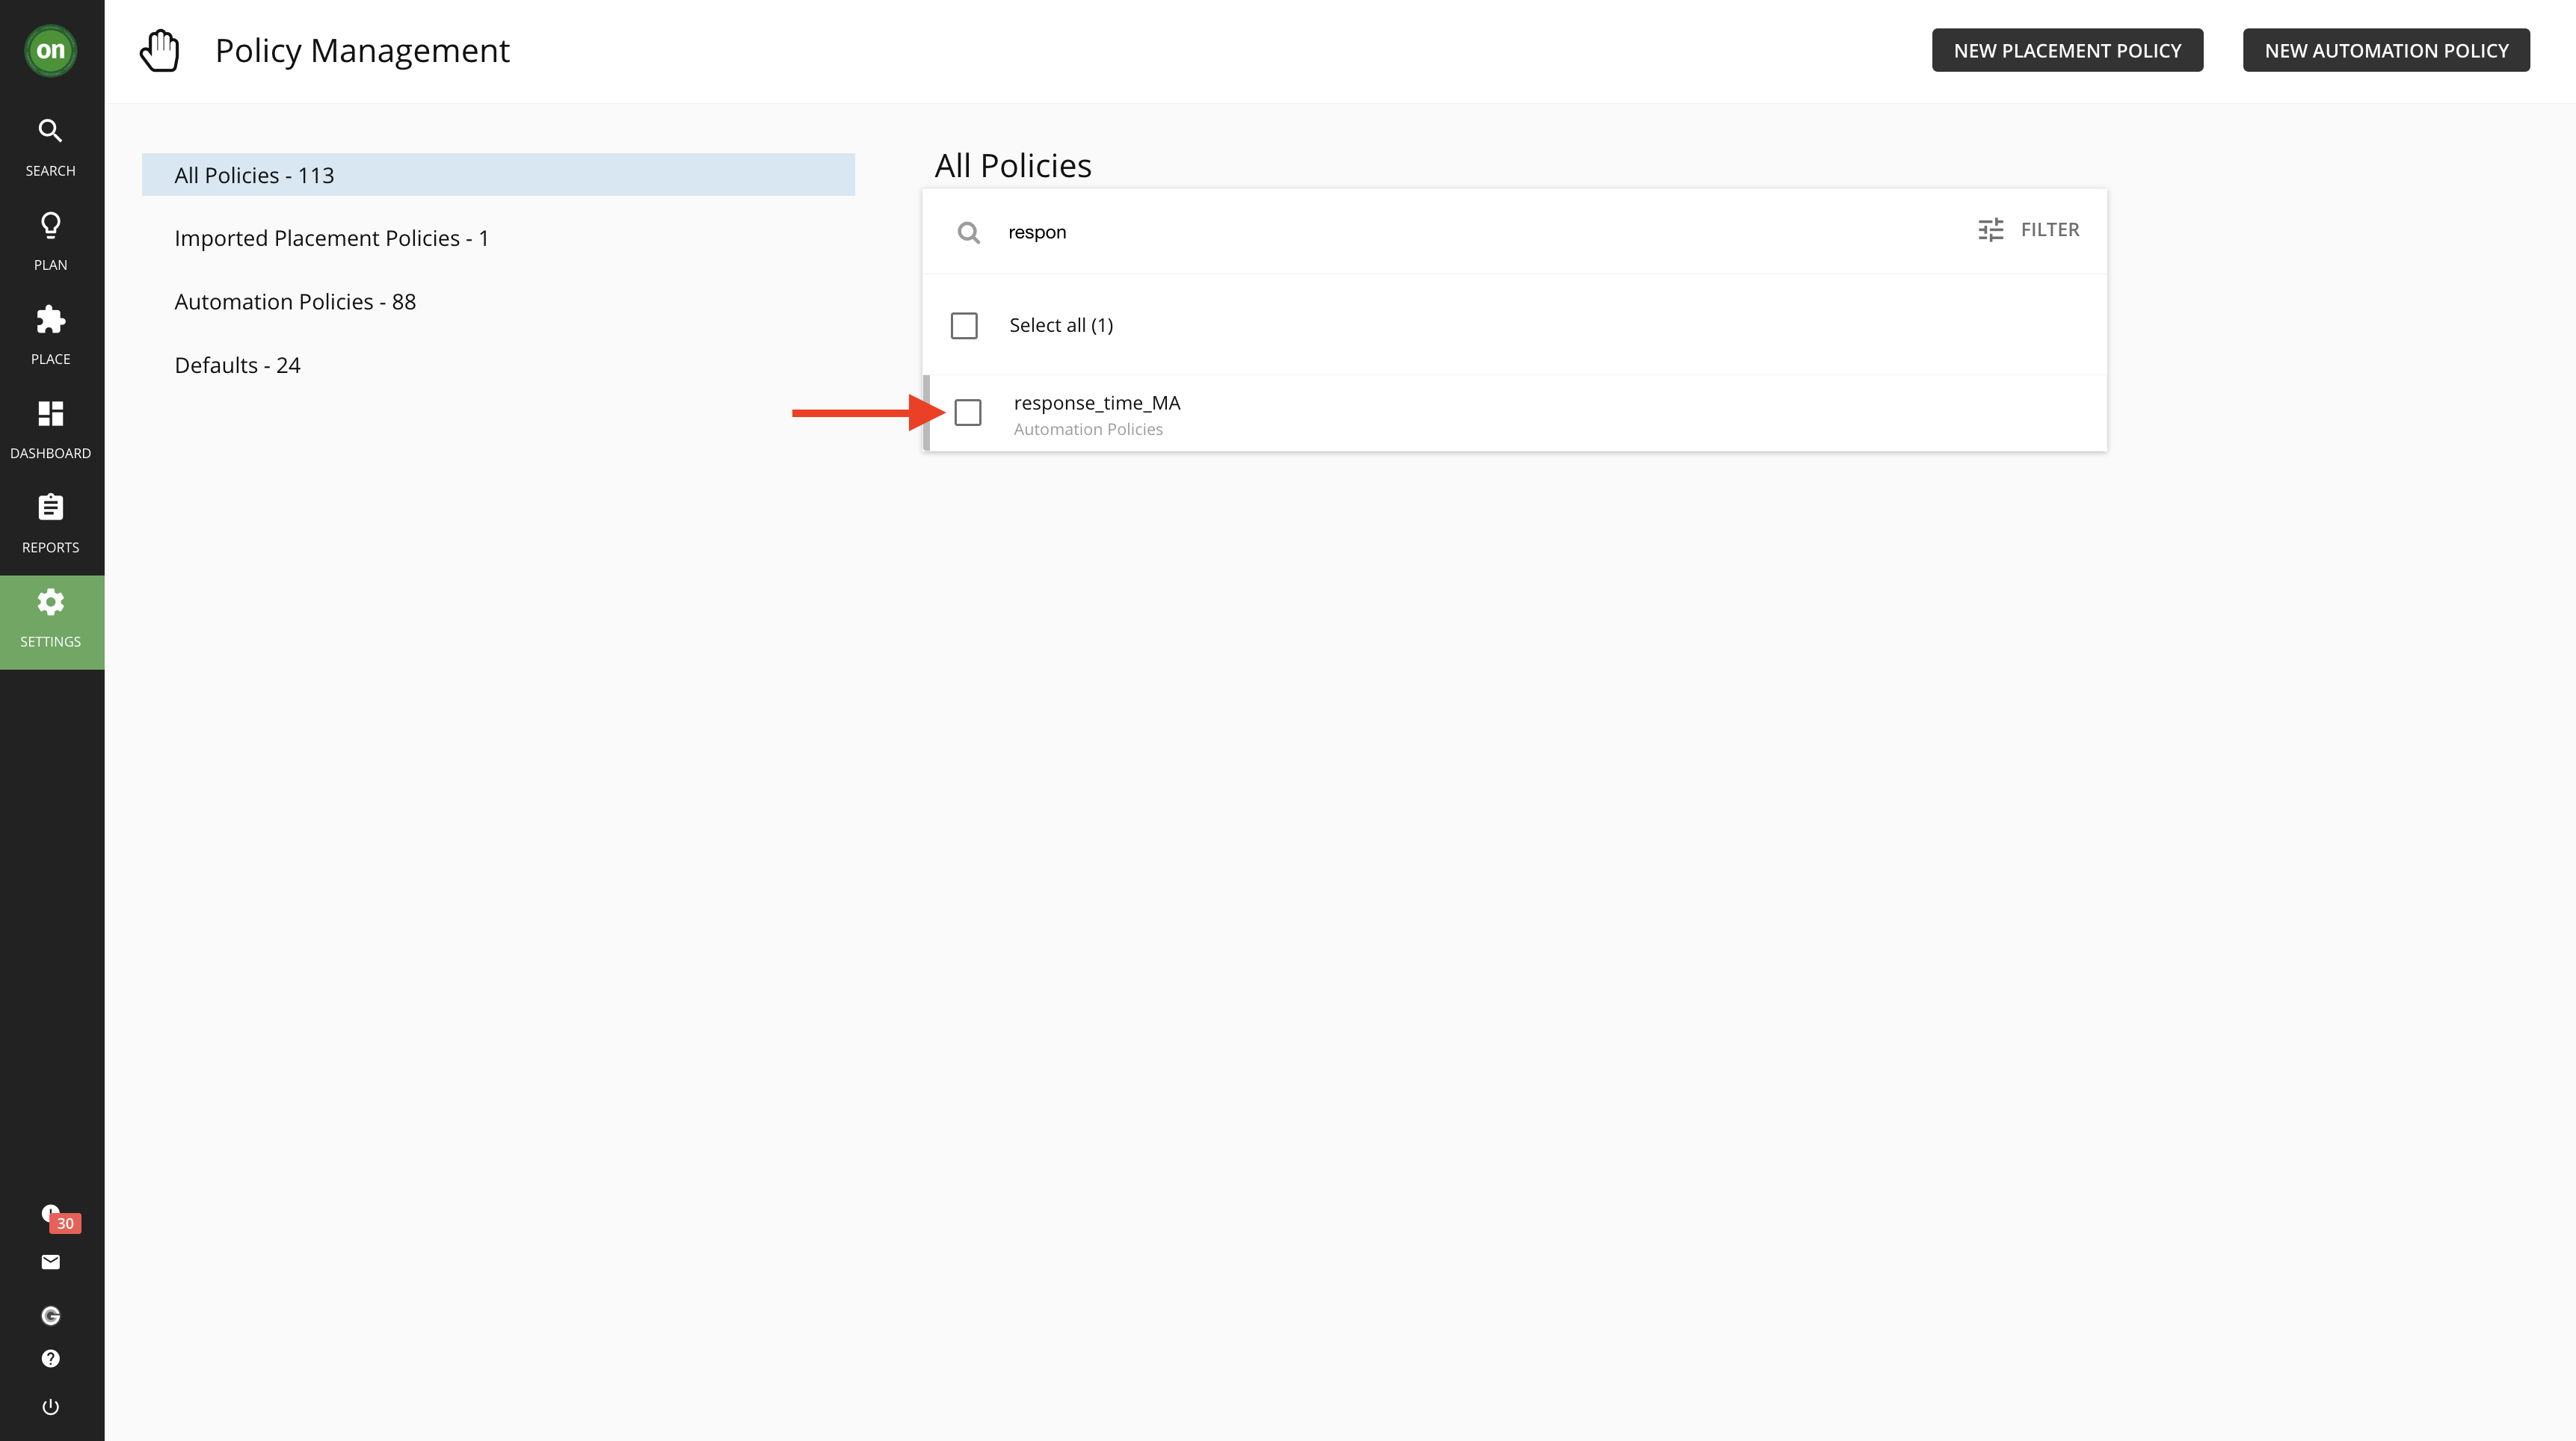 on
Policy Management
NEW PLACEMENT POLICY
NEW AUTOMATION POLICY
SEARCH
PLAN
PLACE
DASHBOARD
REPORTS
SETTINGS
30
All Policies - 113
Imported Placement Policies - 1
Automation Policies - 88
Defaults - 24
All Policies
respon
FILTER
Select all (1)
response_time_MA
Automation Policies